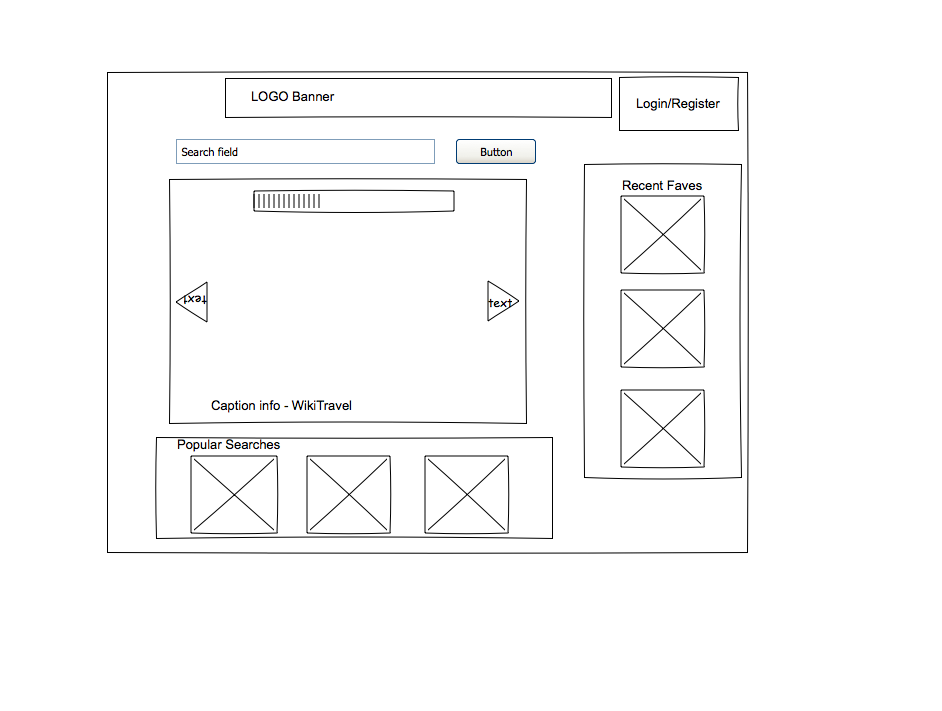 LOGO Banner
Login/Register
Search field
Button
Recent Faves
text
text
Caption info - WikiTravel
Popular Searches